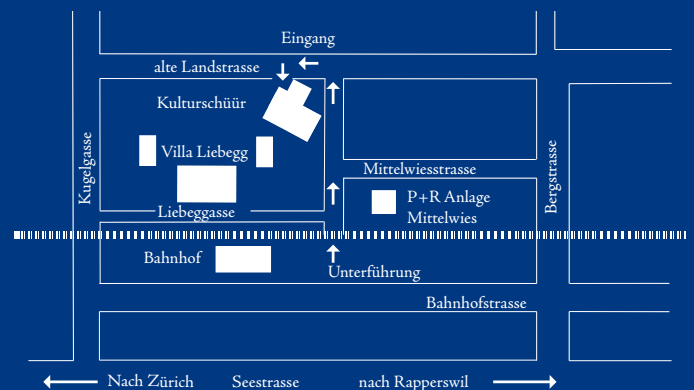 Eingang
alte Landstrasse
Kulturschüür
Kugelgasse
Villa Liebegg
Mittelwiesstrasse
Bergstrasse
P+R Anlage
Mittelwies
Liebeggasse
Bahnhof
Unterführung
Bahnhofstrasse
Nach Zürich
Seestrasse
nach Rapperswil